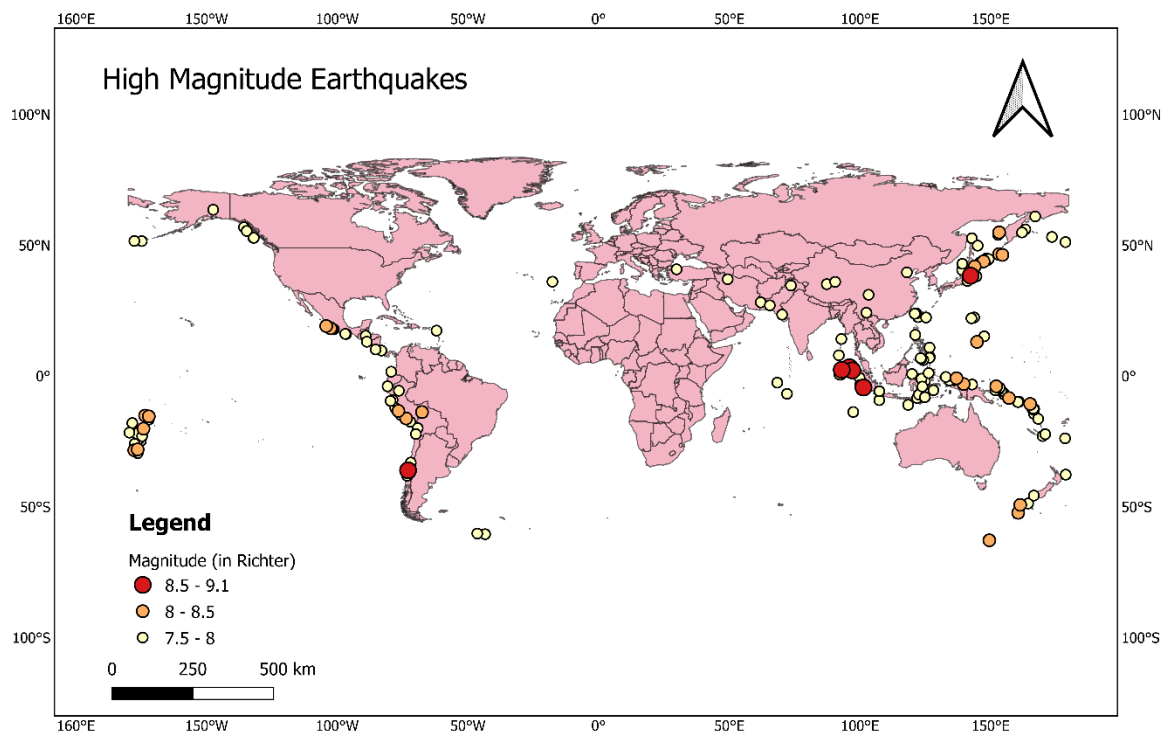 160°E 150°W 100°W 50°W 0° 50°E 100°E 150°E
High Magnitude Earthquakes
100°N 100°N
50°N 50°N
0° 0°
50°S 50°S
Legend
Magnitude (in Richter)
8.5 - 9.1
8 - 8.5
7.5 - 8
100°S 100°S
0 250 500 km
160°E 150°W 100°W 50°W 0° 50°E 100°E 150°E